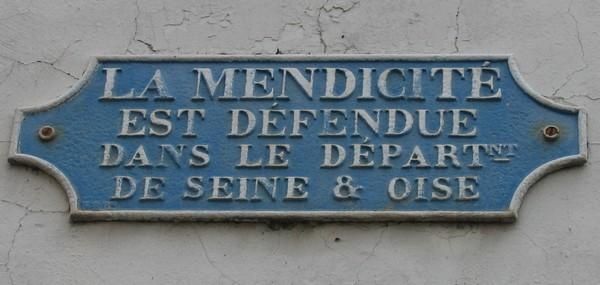 LA MENDICITÉ
EST DÉFENDUE
DANS LE DÉPARTNT
DE SEINE & OISE